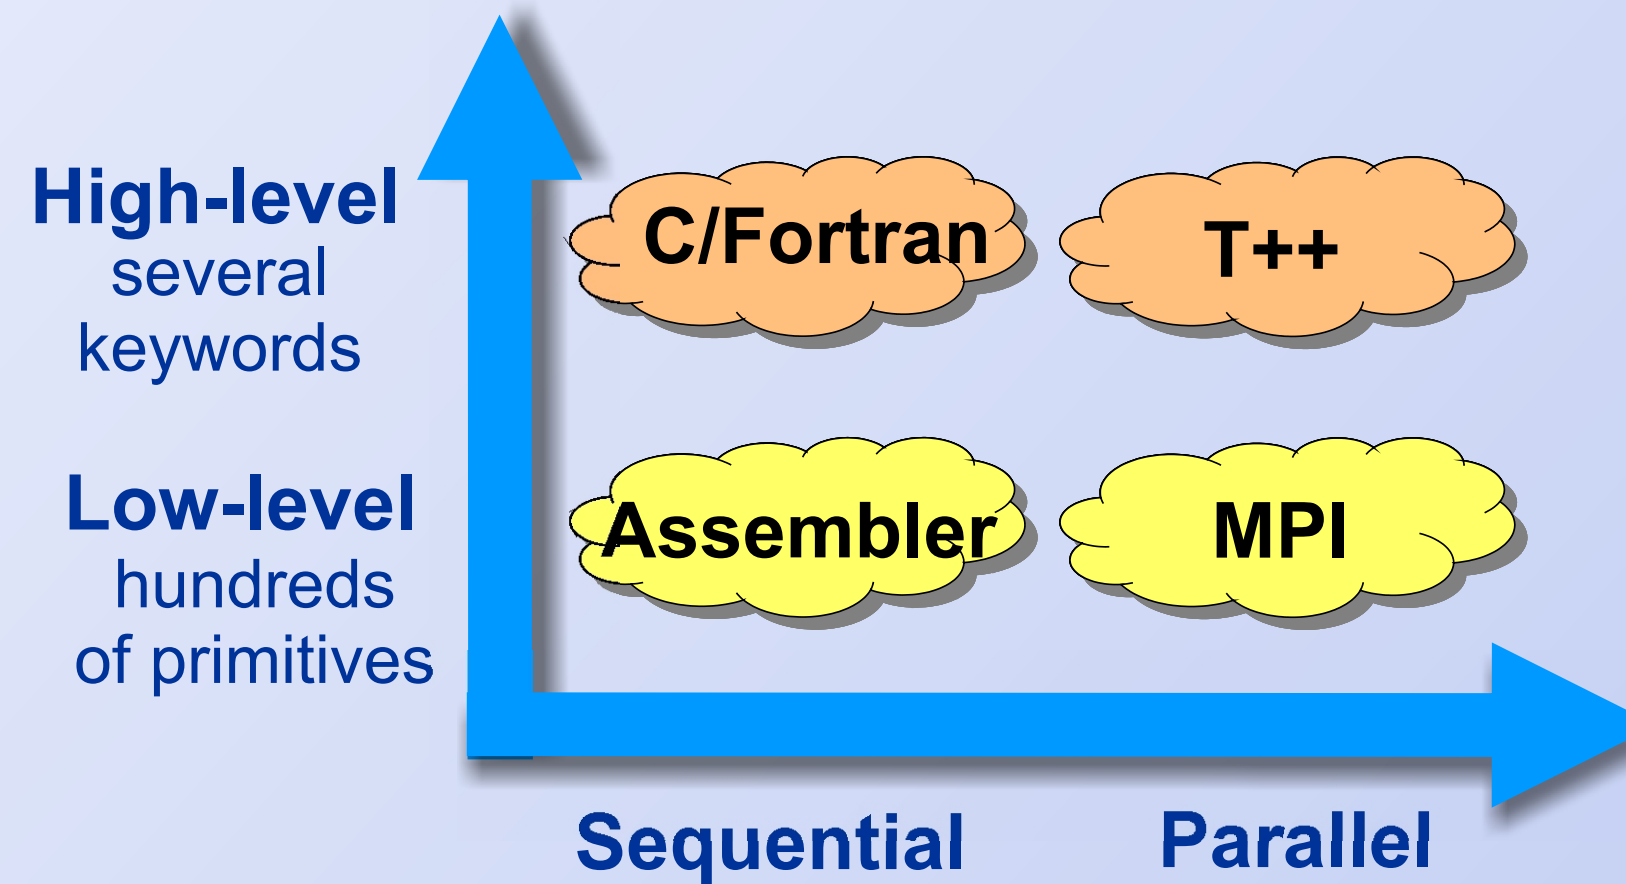 High-level
several
keywords
C/Fortran
T++
Low-level
hundreds
of primitives
Assembler
MPI
Sequential
Parallel